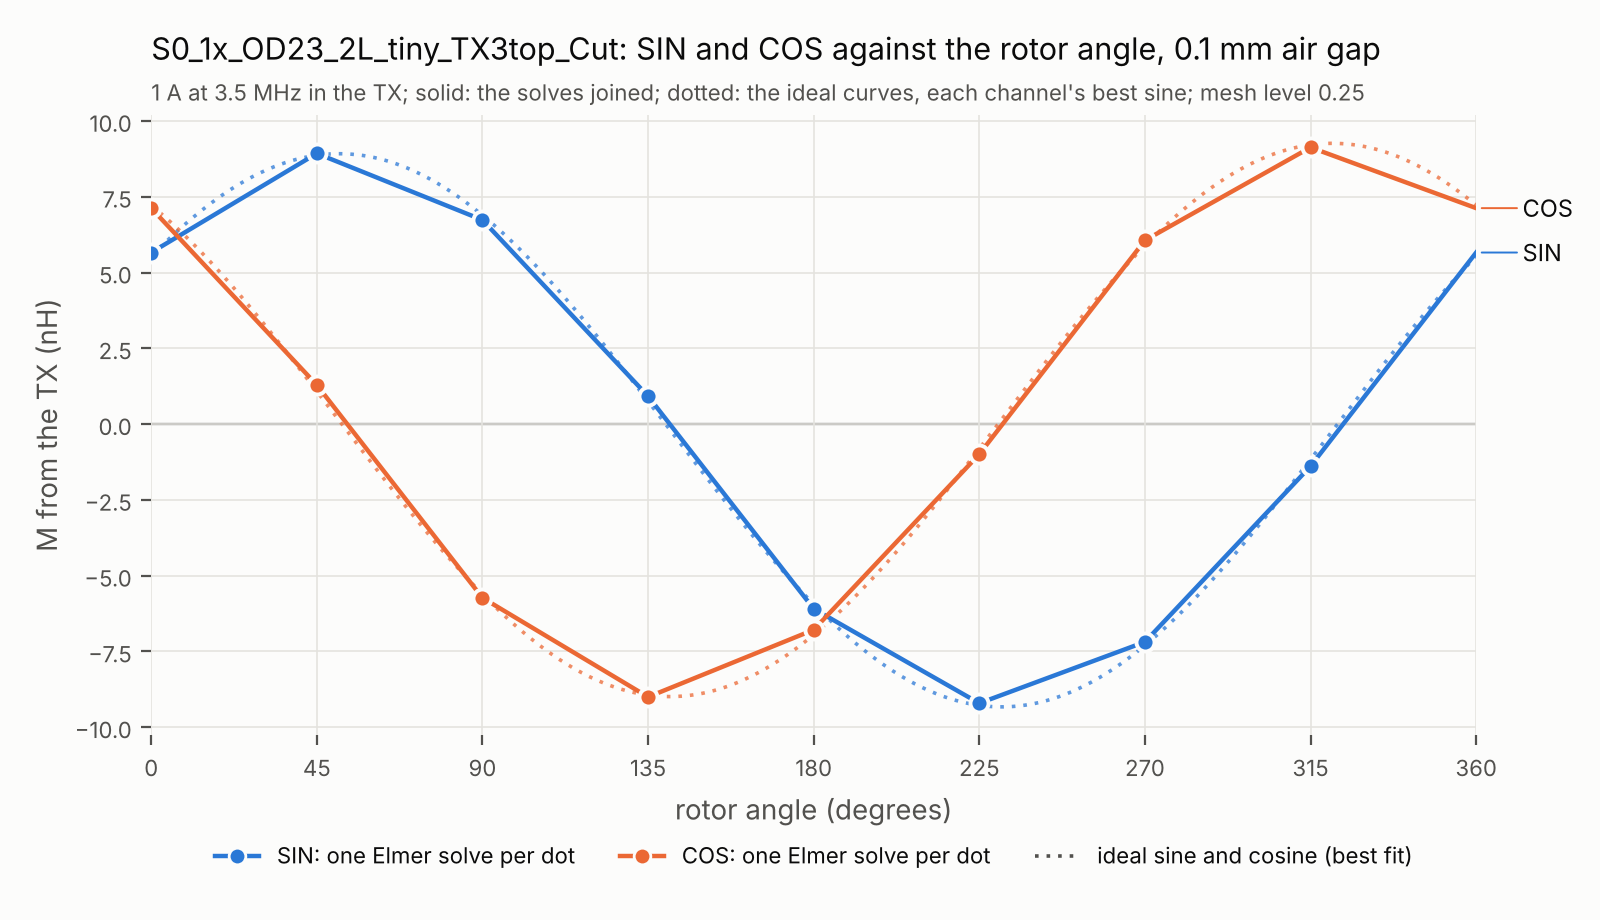 S0_1x_OD23_2L_tiny_TX3top_Cut: SIN and COS against the rotor angle, 0.1 mm air gap
1 A at 3.5 MHz in the TX; solid: the solves joined; dotted: the ideal curves, each channel's best sine; mesh level 0.25
10.0
7.5
5.0
2.5
0.0
−2.5
−5.0
−7.5
−10.0
M from the TX (nH)
COS
SIN
0 45 90 135 180 225 270 315 360
rotor angle (degrees)
SIN: one Elmer solve per dot COS: one Elmer solve per dot ideal sine and cosine (best fit)